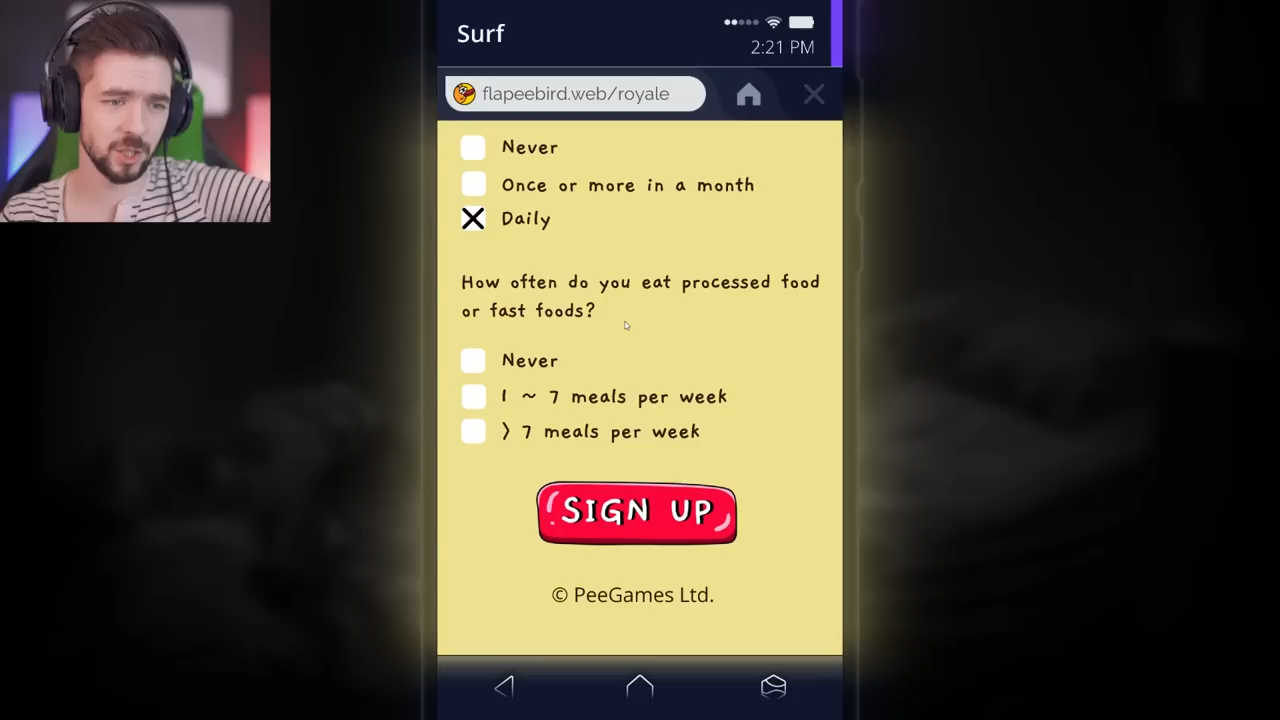 Surf
2:21 PM
flapeebird.web/royale
Never
Once or more in a month
Daily
How often do you eat processed food
or fast foods?
Never
1 ~ 7 meals per week
> 7 meals per week
SIGN UP
© PeeGames Ltd.